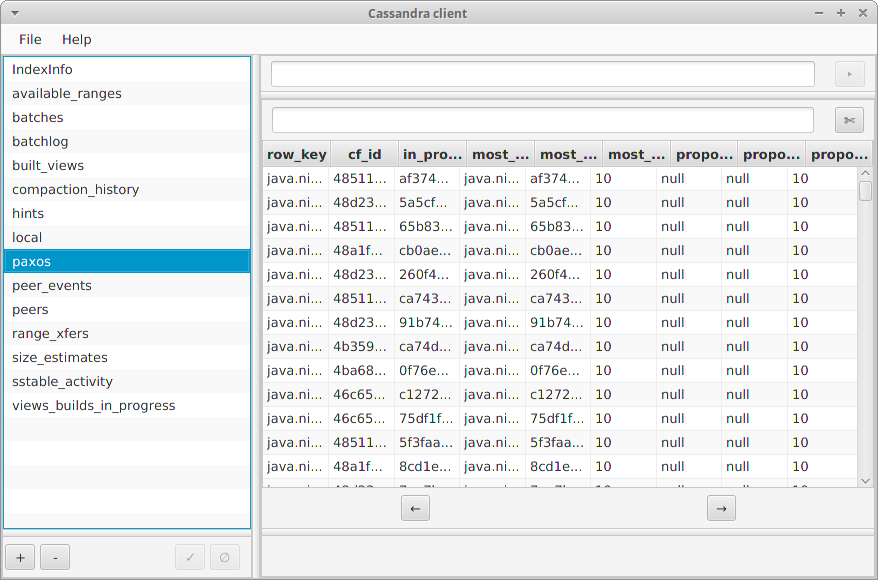 Cassandra client
File Help
IndexInfo
available_ranges
batches
batchlog
built_views
compaction_history
hints
local
paxos
peer_events
peers
range_xfers
size_estimates
sstable_activity
views_builds_in_progress
+ -
row_key cf_id in_pro... most_... most_... most_... propo... propo... propo...
java.ni... 48511... af374... java.ni... af374... 10 null null 10
java.ni... 48d23... 5a5cf... java.ni... 5a5cf... 10 null null 10
java.ni... 48511... 65b83... java.ni... 65b83... 10 null null 10
java.ni... 48a1f... cb0ae... java.ni... cb0ae... 10 null null 10
java.ni... 48d23... 260f4... java.ni... 260f4... 10 null null 10
java.ni... 48511... ca743... java.ni... ca743... 10 null null 10
java.ni... 48d23... 91b74... java.ni... 91b74... 10 null null 10
java.ni... 4b359... ca74d... java.ni... ca74d... 10 null null 10
java.ni... 4ba68... 0f76e... java.ni... 0f76e... 10 null null 10
java.ni... 46c65... c1272... java.ni... c1272... 10 null null 10
java.ni... 46c65... 75df1f... java.ni... 75df1f... 10 null null 10
java.ni... 48511... 5f3faa... java.ni... 5f3faa... 10 null null 10
java.ni... 48a1f... 8cd1e... java.ni... 8cd1e... 10 null null 10
← →